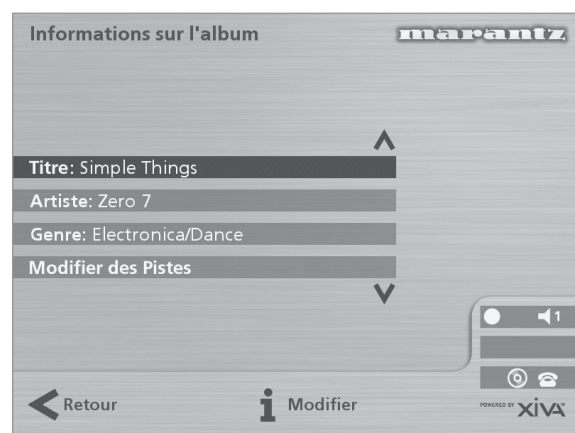 Informations sur l'album
marantz
Titre: Simple Things
Artiste: Zero 7
Genre: Electronica/Dance
Modifier des Pistes
1
Retour
Modifier
POWERED BY XiVA™